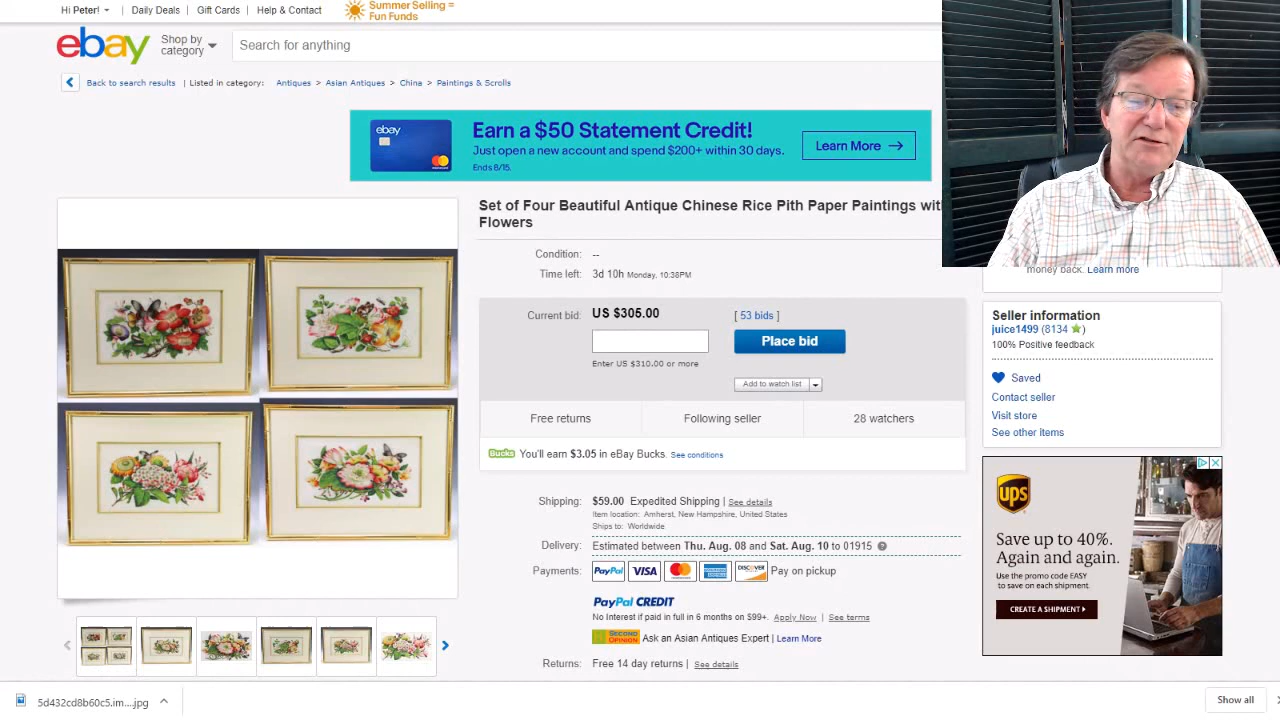 Hi Peter!
Daily Deals
Gift Cards
Help & Contact
Summer Selling =
Fun Funds
ebay
Shop by
category
Search for anything
Back to search results
Listed in category:
Antiques > Asian Antiques > China > Paintings & Scrolls
ebay
Earn a $50 Statement Credit!
Just open a new account and spend $200+ within 30 days.
Ends 8/15.
Learn More
Set of Four Beautiful Antique Chinese Rice Pith Paper Paintings wit
Flowers
Condition: --
Time left: 3d 10h Monday, 10:38PM
Current bid: US $305.00 [ 53 bids ]
Place bid
Enter US $310.00 or more
Add to watch list
Free returns
Following seller
28 watchers
Bucks You'll earn $3.05 in eBay Bucks. See conditions
Shipping: $59.00 Expedited Shipping | See details
Item location: Amherst, New Hampshire, United States
Ships to: Worldwide
Delivery: Estimated between Thu. Aug. 08 and Sat. Aug. 10 to 01915
Payments: PayPal VISA Pay on pickup
PayPal CREDIT
No Interest if paid in full in 6 months on $99+. Apply Now | See terms
SECOND OPINION Ask an Asian Antiques Expert | Learn More
Returns: Free 14 day returns | See details
money back. Learn more
Seller information
juice1499 (8134 )
100% Positive feedback
Saved
Contact seller
Visit store
See other items
ups
Save up to 40%.
Again and again.
Use the promo code EASY
to save on each shipment.
CREATE A SHIPMENT
5d432cd8b60c5.im....jpg
Show all